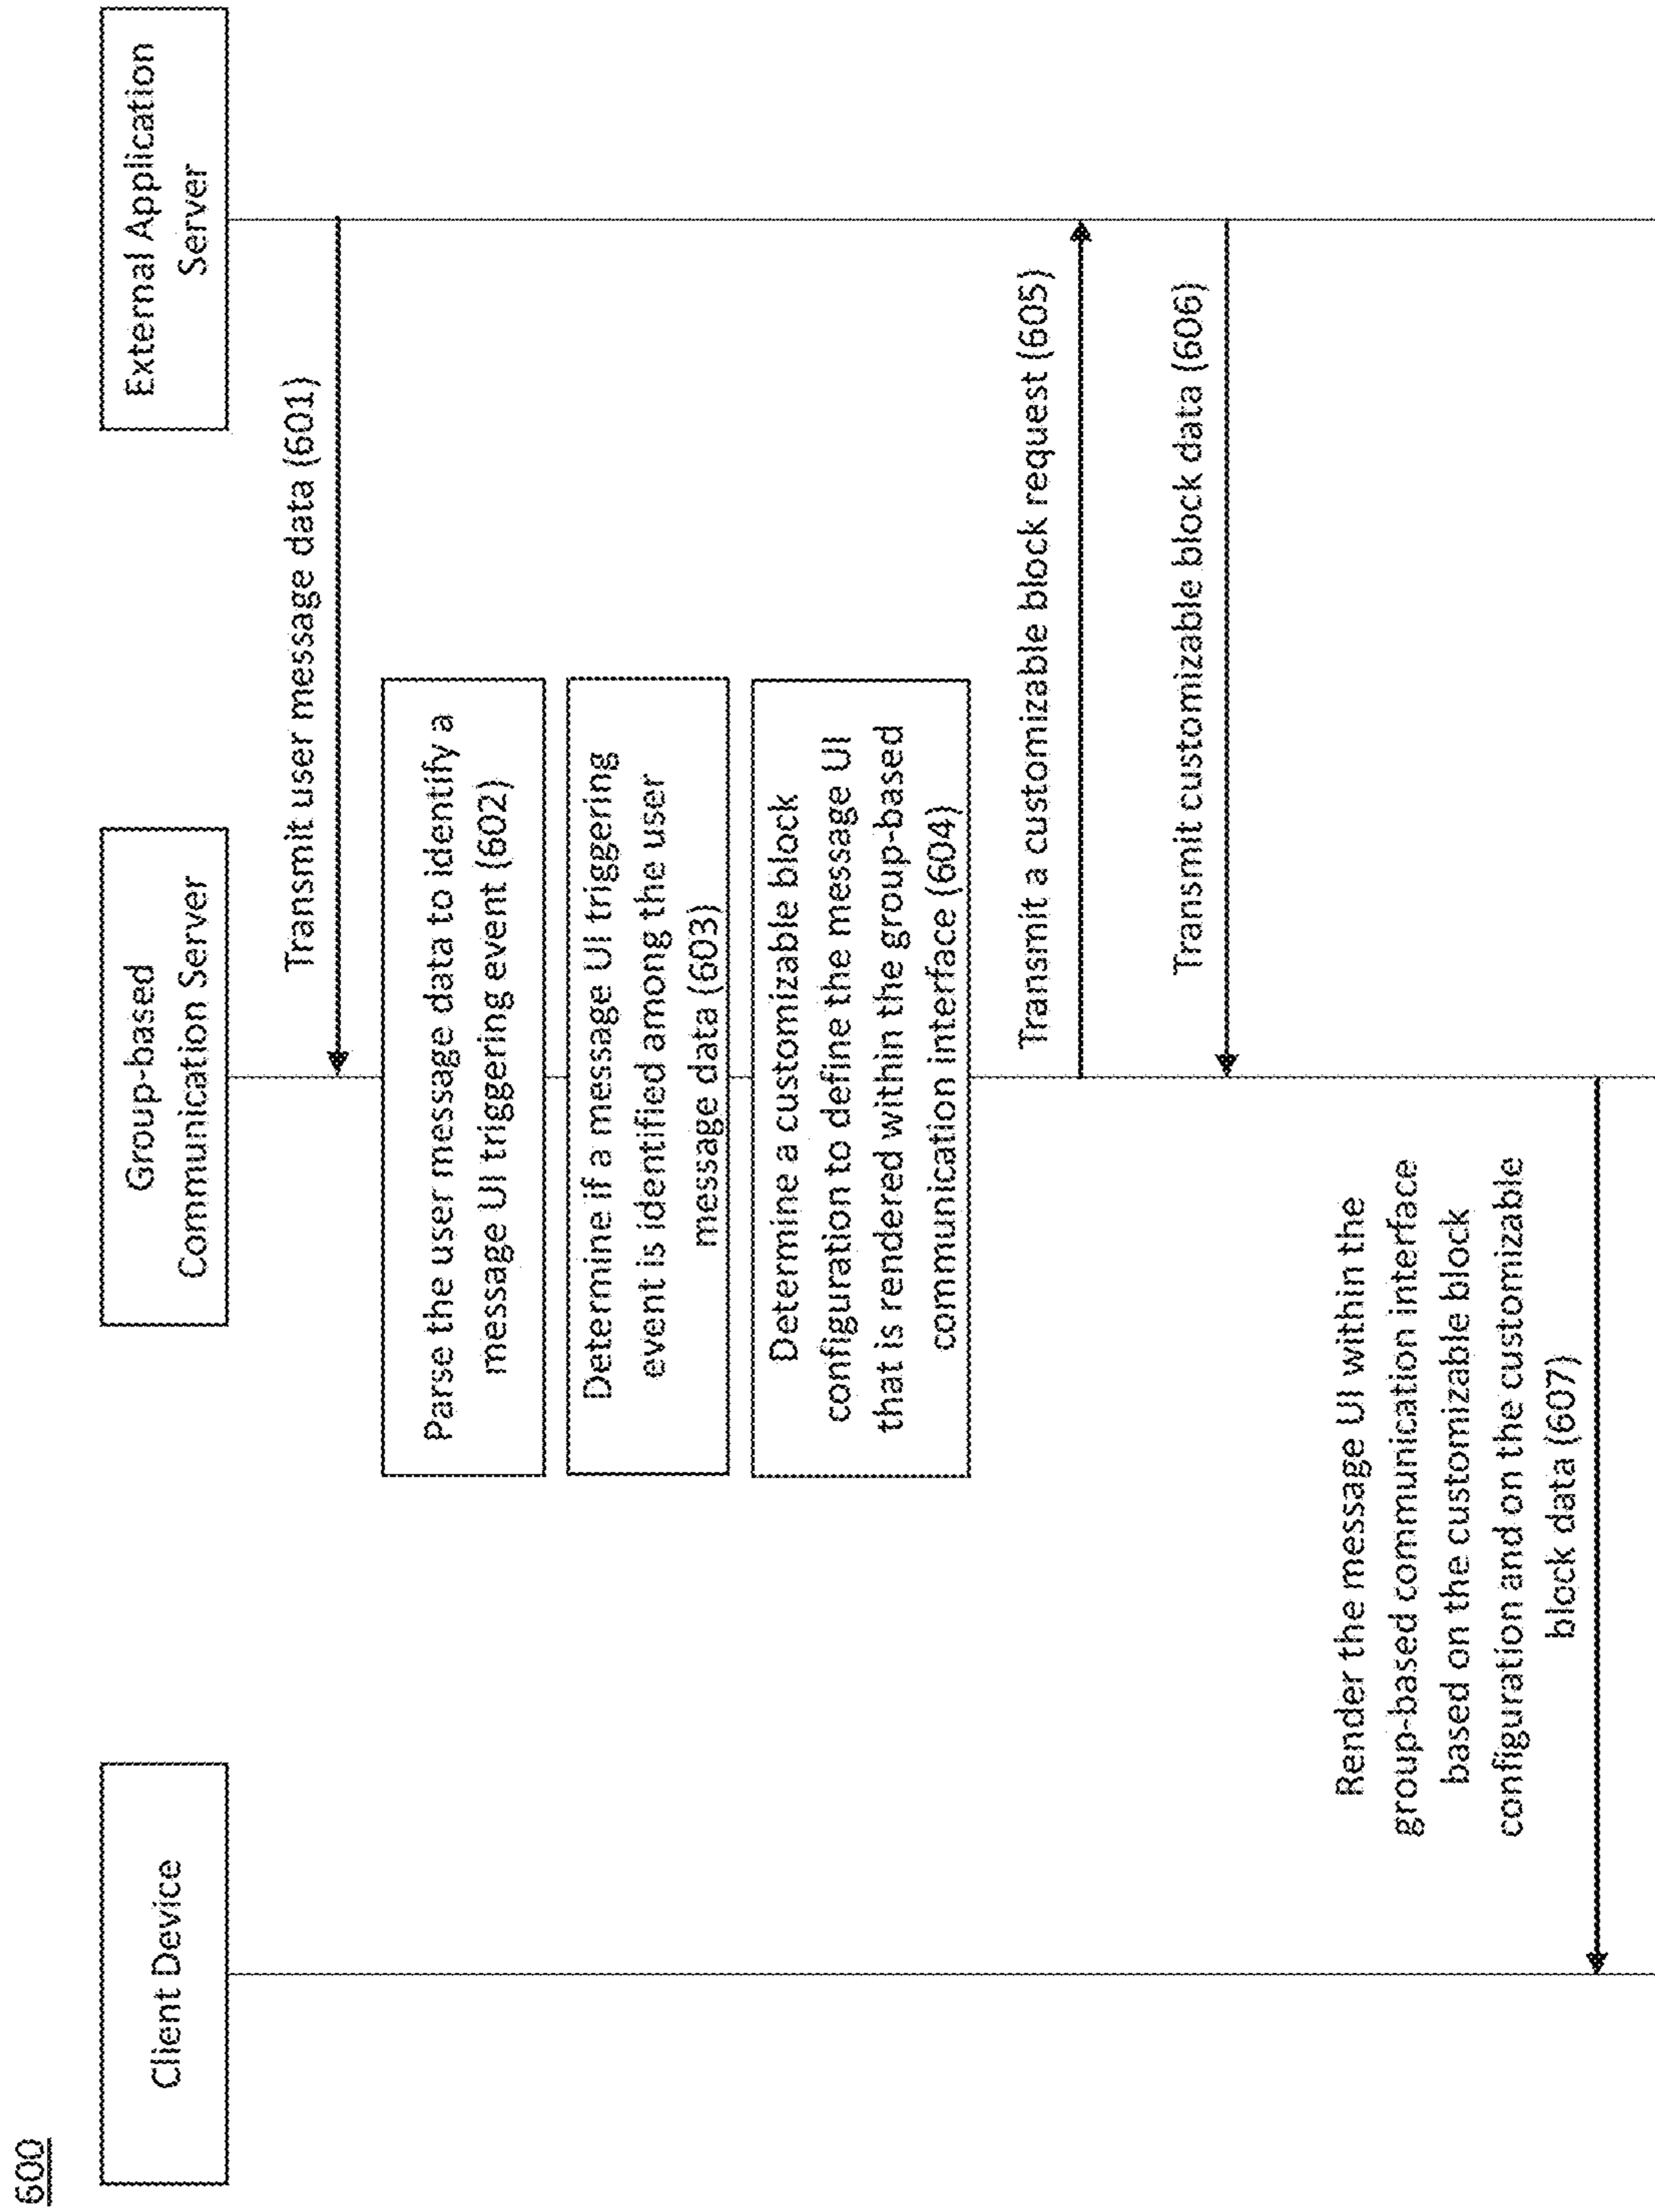 600
Client Device
Group-based
Communication Server
External Application
Server
Transmit user message data (601)
Parse the user message data to identify a
message UI triggering event (602)
Determine if a message UI triggering
event is identified among the user
message data (603)
Determine a customizable block
configuration to define the message UI
that is rendered within the group-based
communication interface (604)
Transmit a customizable block request (605)
Transmit customizable block data (606)
Render the message UI within the
group-based communication interface
based on the customizable block
configuration and on the customizable
block data (607)